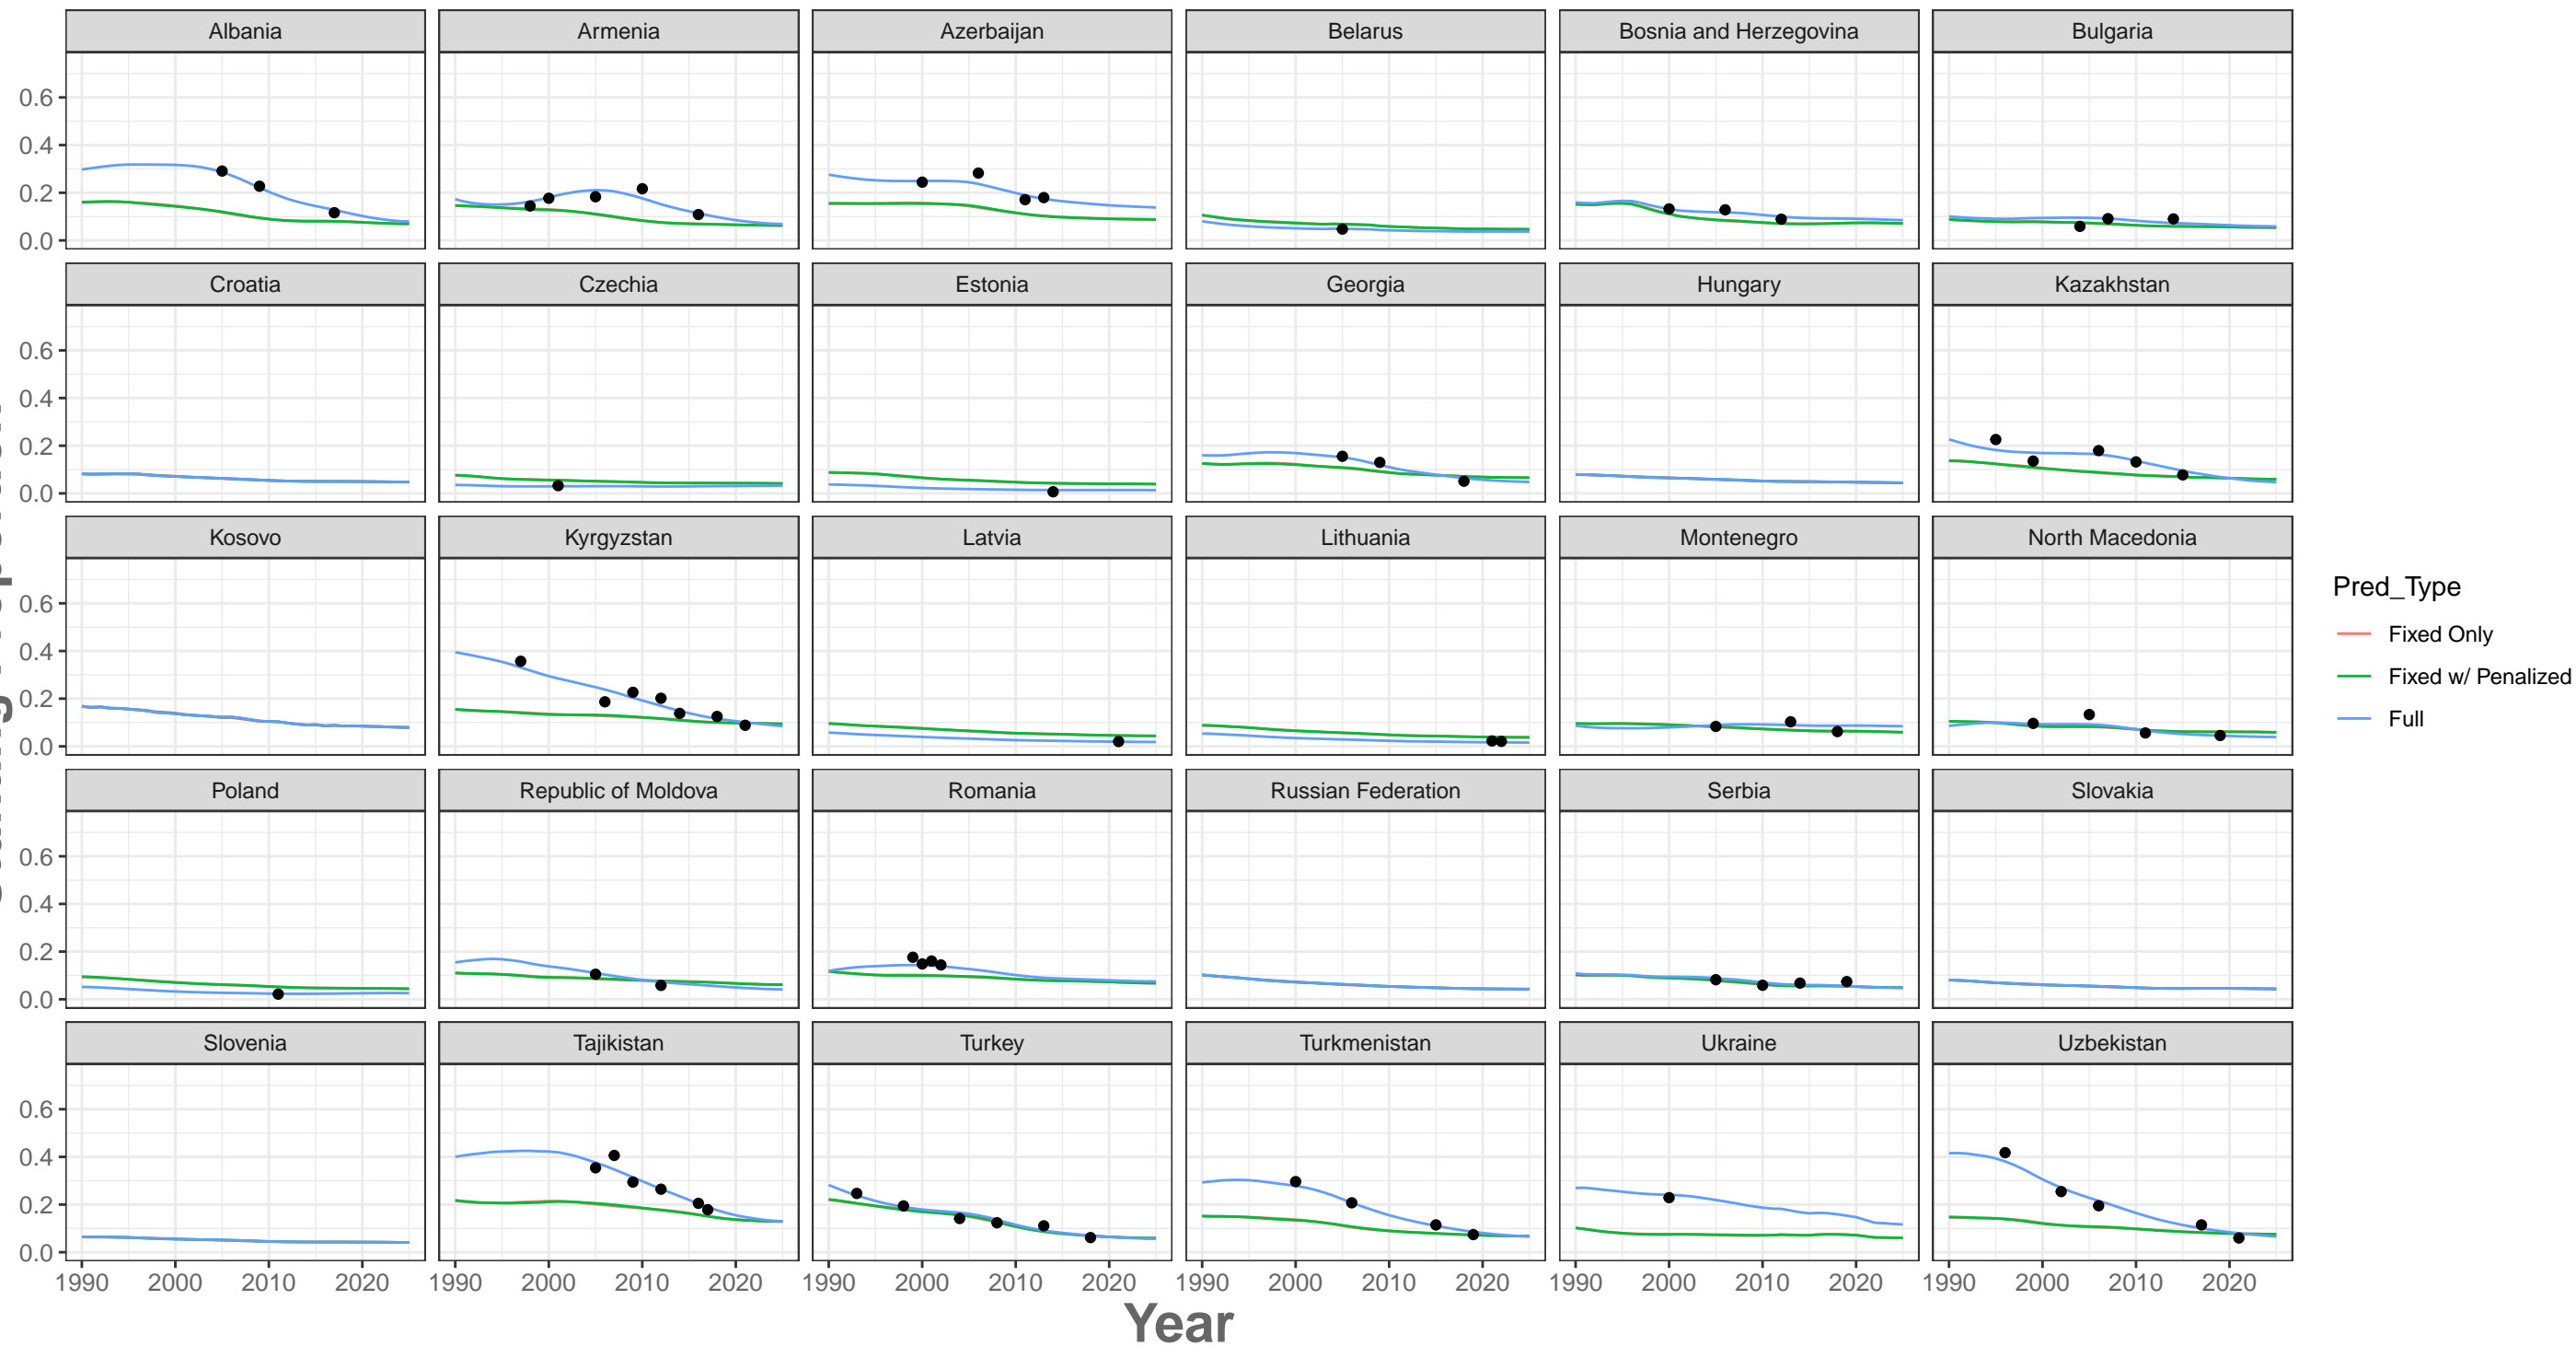 Albania Armenia Azerbaijan Belarus Bosnia and Herzegovina Bulgaria
0.6
0.4
0.2
0.0
Croatia Czechia Estonia Georgia Hungary Kazakhstan
0.6
0.4
0.2
0.0
Kosovo Kyrgyzstan Latvia Lithuania Montenegro North Macedonia
0.6
0.4
0.2
0.0
Poland Republic of Moldova Romania Russian Federation Serbia Slovakia
0.6
0.4
0.2
0.0
Slovenia Tajikistan Turkey Turkmenistan Ukraine Uzbekistan
0.6
0.4
0.2
0.0
1990 2000 2010 2020 1990 2000 2010 2020 1990 2000 2010 2020 1990 2000 2010 2020 1990 2000 2010 2020 1990 2000 2010 2020
Year
Pred_Type
Fixed Only
Fixed w/ Penalized
Full